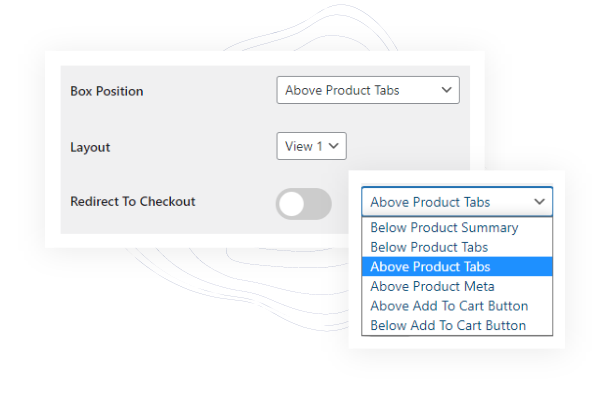 Box Position
Above Product Tabs
Layout
View 1
Redirect To Checkout
Above Product Tabs
Below Product Summary
Below Product Tabs
Above Product Tabs
Above Product Meta
Above Add To Cart Button
Below Add To Cart Button